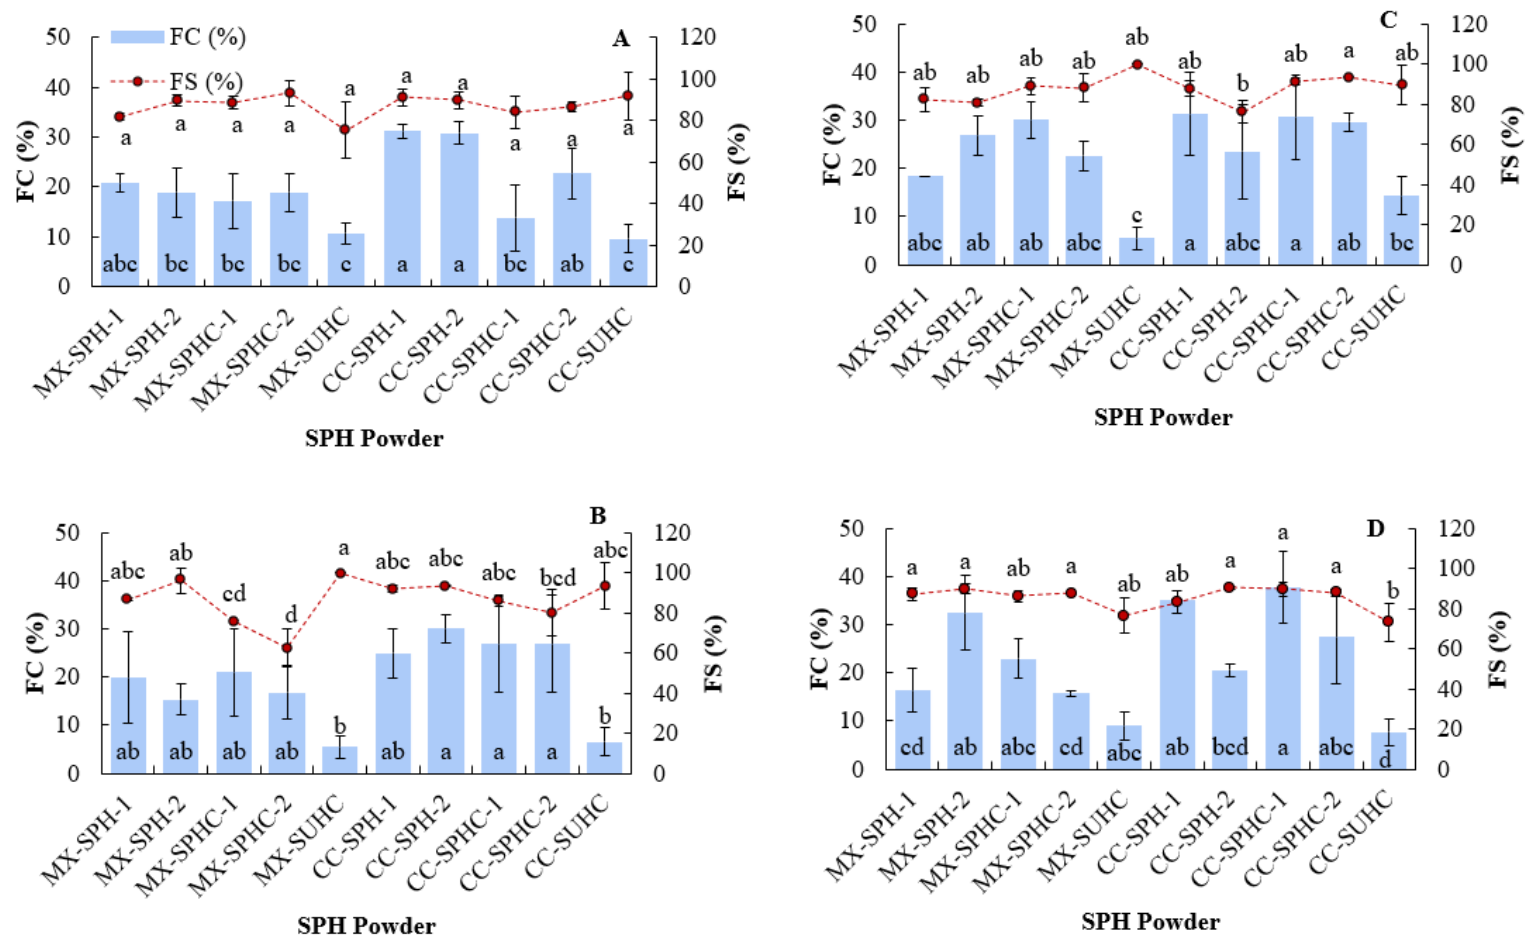 FC (%)
FS (%)
A
50
40
30
20
10
0
FC (%)
120
100
80
60
40
20
0
FS (%)
a a a a a a a a a a
abc bc bc bc c a a bc ab c
MX-SPH-1
MX-SPH-2
MX-SPHC-1
MX-SPHC-2
MX-SUHC
CC-SPH-1
CC-SPH-2
CC-SPHC-1
CC-SPHC-2
CC-SUHC
SPH Powder
C
50
40
30
20
10
0
FC (%)
120
100
80
60
40
20
0
FS (%)
ab ab ab ab ab ab b ab a ab
abc ab ab abc c a abc a ab bc
MX-SPH-1
MX-SPH-2
MX-SPHC-1
MX-SPHC-2
MX-SUHC
CC-SPH-1
CC-SPH-2
CC-SPHC-1
CC-SPHC-2
CC-SUHC
SPH Powder
B
50
40
30
20
10
0
FC (%)
120
100
80
60
40
20
0
FS (%)
abc ab cd d a abc abc abc bcd abc
ab ab ab ab b ab a a a b
MX-SPH-1
MX-SPH-2
MX-SPHC-1
MX-SPHC-2
MX-SUHC
CC-SPH-1
CC-SPH-2
CC-SPHC-1
CC-SPHC-2
CC-SUHC
SPH Powder
D
50
40
30
20
10
0
FC (%)
120
100
80
60
40
20
0
FS (%)
a a ab a ab ab a a a b
cd ab abc cd abc ab bcd a abc d
MX-SPH-1
MX-SPH-2
MX-SPHC-1
MX-SPHC-2
MX-SUHC
CC-SPH-1
CC-SPH-2
CC-SPHC-1
CC-SPHC-2
CC-SUHC
SPH Powder